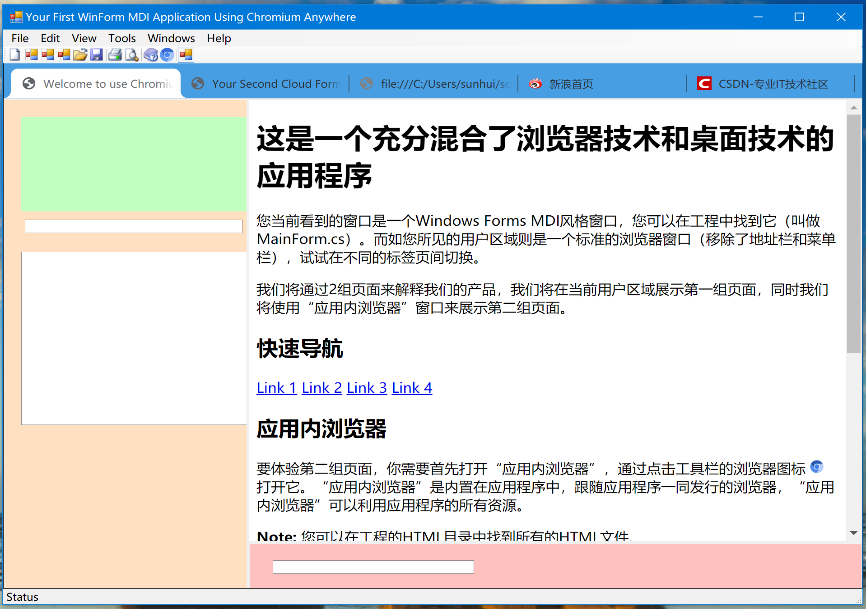 Your First WinForm MDI Application Using Chromium Anywhere
File Edit View Tools Windows Help
Welcome to use Chromiu
Your Second Cloud Form
file:///C:/Users/sunhui/so
新浪首页
CSDN-专业IT技术社区
这是一个充分混合了浏览器技术和桌面技术的
应用程序
您当前看到的窗口是一个Windows Forms MDI风格窗口，您可以在工程中找到它（叫做
MainForm.cs）。而如您所见的用户区域则是一个标准的浏览器窗口（移除了地址栏和菜单
栏），试试在不同的标签页间切换。
我们将通过2组页面来解释我们的产品，我们将在当前用户区域展示第一组页面，同时我们
将使用“应用内浏览器”窗口来展示第二组页面。
快速导航
Link 1 Link 2 Link 3 Link 4
应用内浏览器
要体验第二组页面，你需要首先打开“应用内浏览器”，通过点击工具栏的浏览器图标
打开它。“应用内浏览器”是内置在应用程序中，跟随应用程序一同发行的浏览器，“应用
内浏览器”可以利用应用程序的所有资源。
Note: 您可以在工程的HTML目录中找到所有的HTML文件.
Status